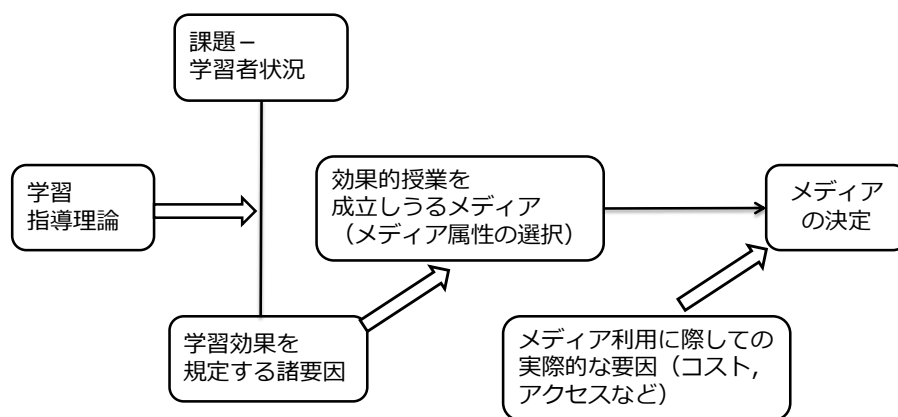 課題－
学習者状況
学習
指導理論
効果的授業を
成立しうるメディア
（メディア属性の選択）
メディア
の決定
学習効果を
規定する諸要因
メディア利用に際しての
実際的な要因（コスト,
アクセスなど）